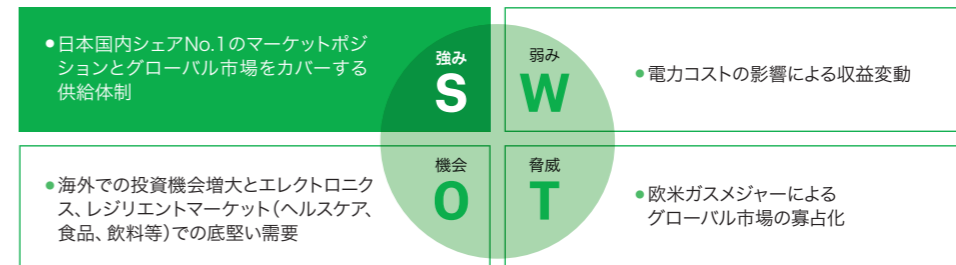 ●日本国内シェアNo.1のマーケットポジ
ションとグローバル市場をカバーする
供給体制
強み
S
弱み
W
●電力コストの影響による収益変動
●海外での投資機会増大とエレクトロニク
ス、レジリエントマーケット（ヘルスケア、
食品、飲料等）での底堅い需要
機会
O
脅威
T
●欧米ガスメジャーによる
グローバル市場の寡占化